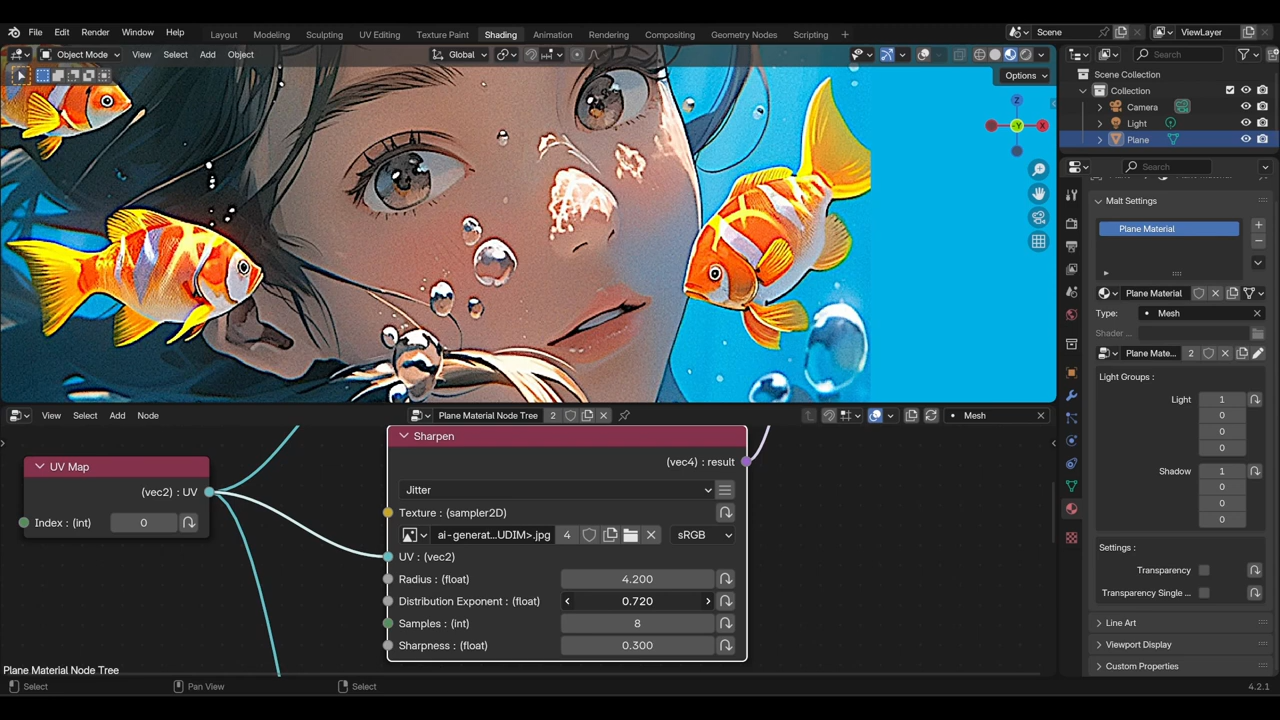 File Edit Render Window Help Layout Modeling Sculpting UV Editing Texture Paint Shading Animation Rendering Compositing Geometry Nodes Scripting + Scene ViewLayer
Object Mode View Select Add Object Global Search
Options
Scene Collection
Collection
Camera
Light
Plane
Z
Y
X
Search
Malt Settings
Plane Material
Plane Material
Type: Mesh
Shader ...
Plane Mate... 2
Light Groups :
Light 1
0
0
0
Shadow 1
0
0
0
Settings :
Transparency
Transparency Single ...
Line Art
Viewport Display
Custom Properties
View Select Add Node Plane Material Node Tree 2 Mesh
UV Map
(vec2) : UV
Index : (int) 0
Sharpen
(vec4) : result
Jitter
Texture : (sampler2D)
ai-generat...UDIM>.jpg 4 sRGB
UV : (vec2)
Radius : (float) 4.200
Distribution Exponent : (float) 0.720
Samples : (int) 8
Sharpness : (float) 0.300
Plane Material Node Tree
Select Pan View Select 4.2.1